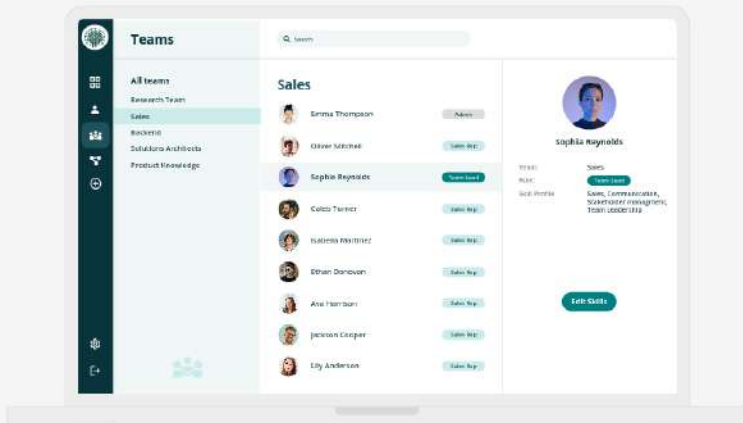 Teams
Search
All teams
Research Team
Sales
Backend
Solutions Architects
Product Knowledge
Sales
Emma Thompson
Admin
Oliver Mitchell
Sales Rep
Sophia Reynolds
Team Lead
Caleb Turner
Sales Rep
Isabella Martinez
Sales Rep
Ethan Donovan
Sales Rep
Ava Harrison
Sales Rep
Jackson Cooper
Sales Rep
Lily Anderson
Sales Rep
Sophia Reynolds
Team: Sales
Role: Team Lead
Skill Profile Sales, Communication,
Stakeholder managment,
Team Leadership
Edit Skills